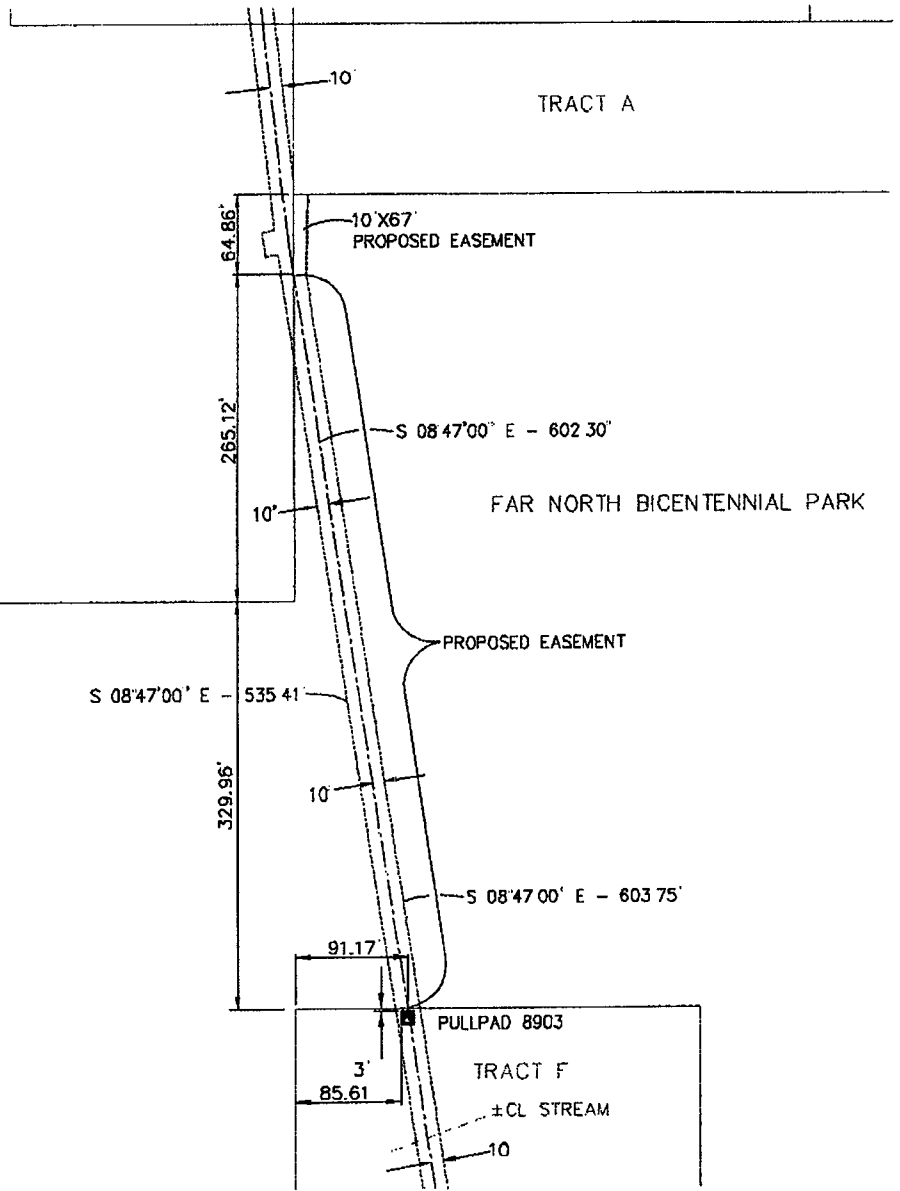 10'
TRACT A
64.86'
10'X67'
PROPOSED EASEMENT
265.12'
S 08°47'00" E - 602 30"
10'
FAR NORTH BICENTENNIAL PARK
PROPOSED EASEMENT
S 08°47'00' E - 535 41'
329.96'
10'
S 08°47 00' E - 603 75'
91.17'
PULLPAD 8903
3'
TRACT F
85.61
±CL STREAM
10